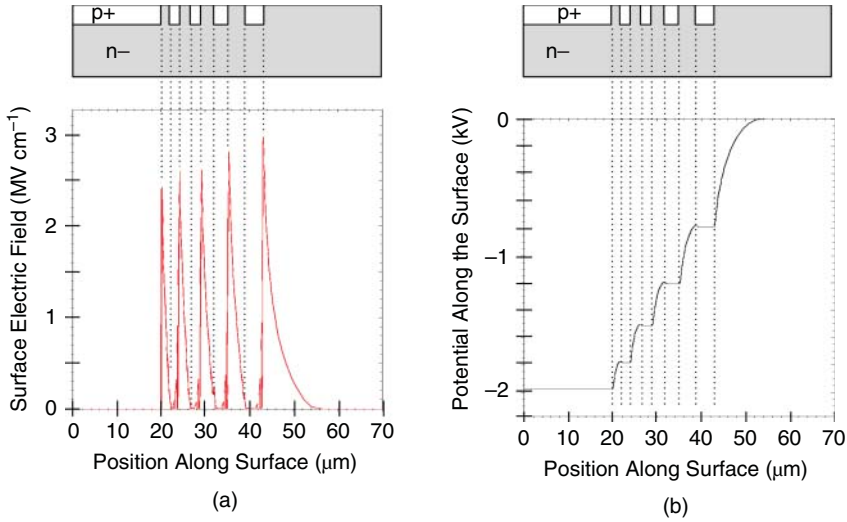 p+
n−
Surface Electric Field (MV cm⁻¹)
3
2
1
0
0 10 20 30 40 50 60 70
Position Along Surface (μm)
(a)
p+
n−
Potential Along the Surface (kV)
0
−1
−2
0 10 20 30 40 50 60 70
Position Along Surface (μm)
(b)